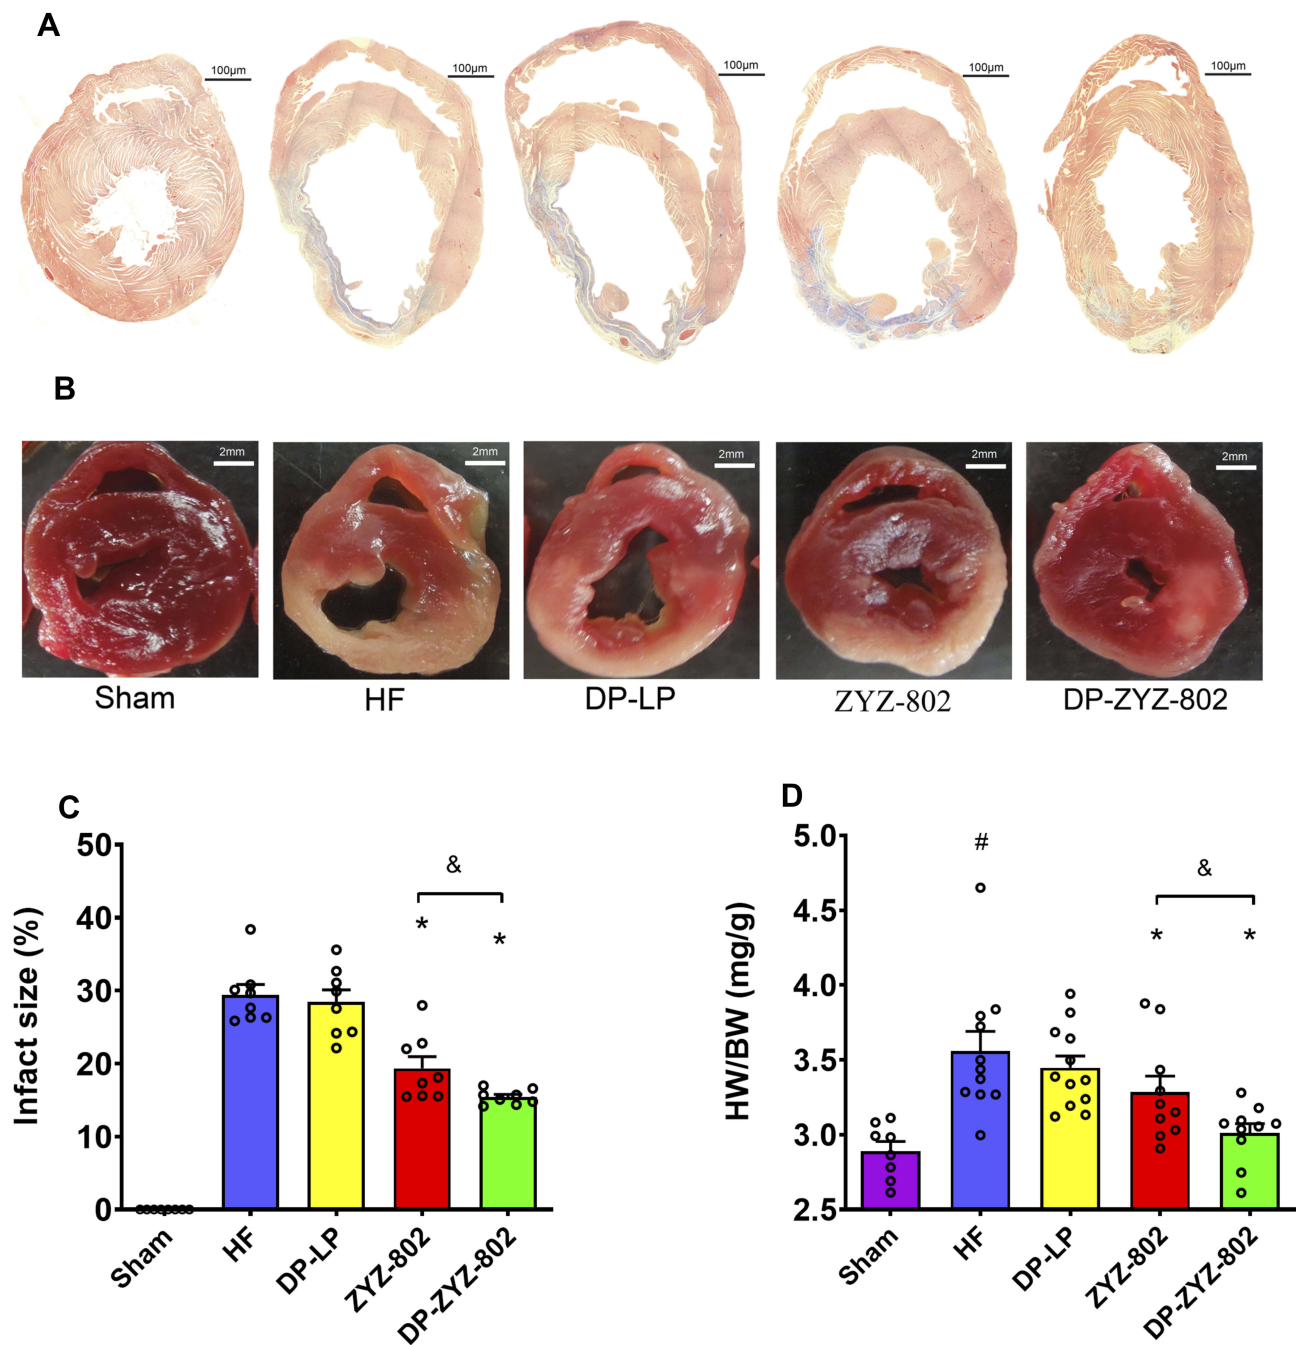 A
100μm
100μm
100μm
100μm
100μm
B
2mm
2mm
2mm
2mm
2mm
Sham
HF
DP-LP
ZYZ-802
DP-ZYZ-802
C
Infact size (%)
50
40
30
20
10
0
&
*
*
Sham
HF
DP-LP
ZYZ-802
DP-ZYZ-802
D
HW/BW (mg/g)
5.0
4.5
4.0
3.5
3.0
2.5
#
&
*
*
Sham
HF
DP-LP
ZYZ-802
DP-ZYZ-802